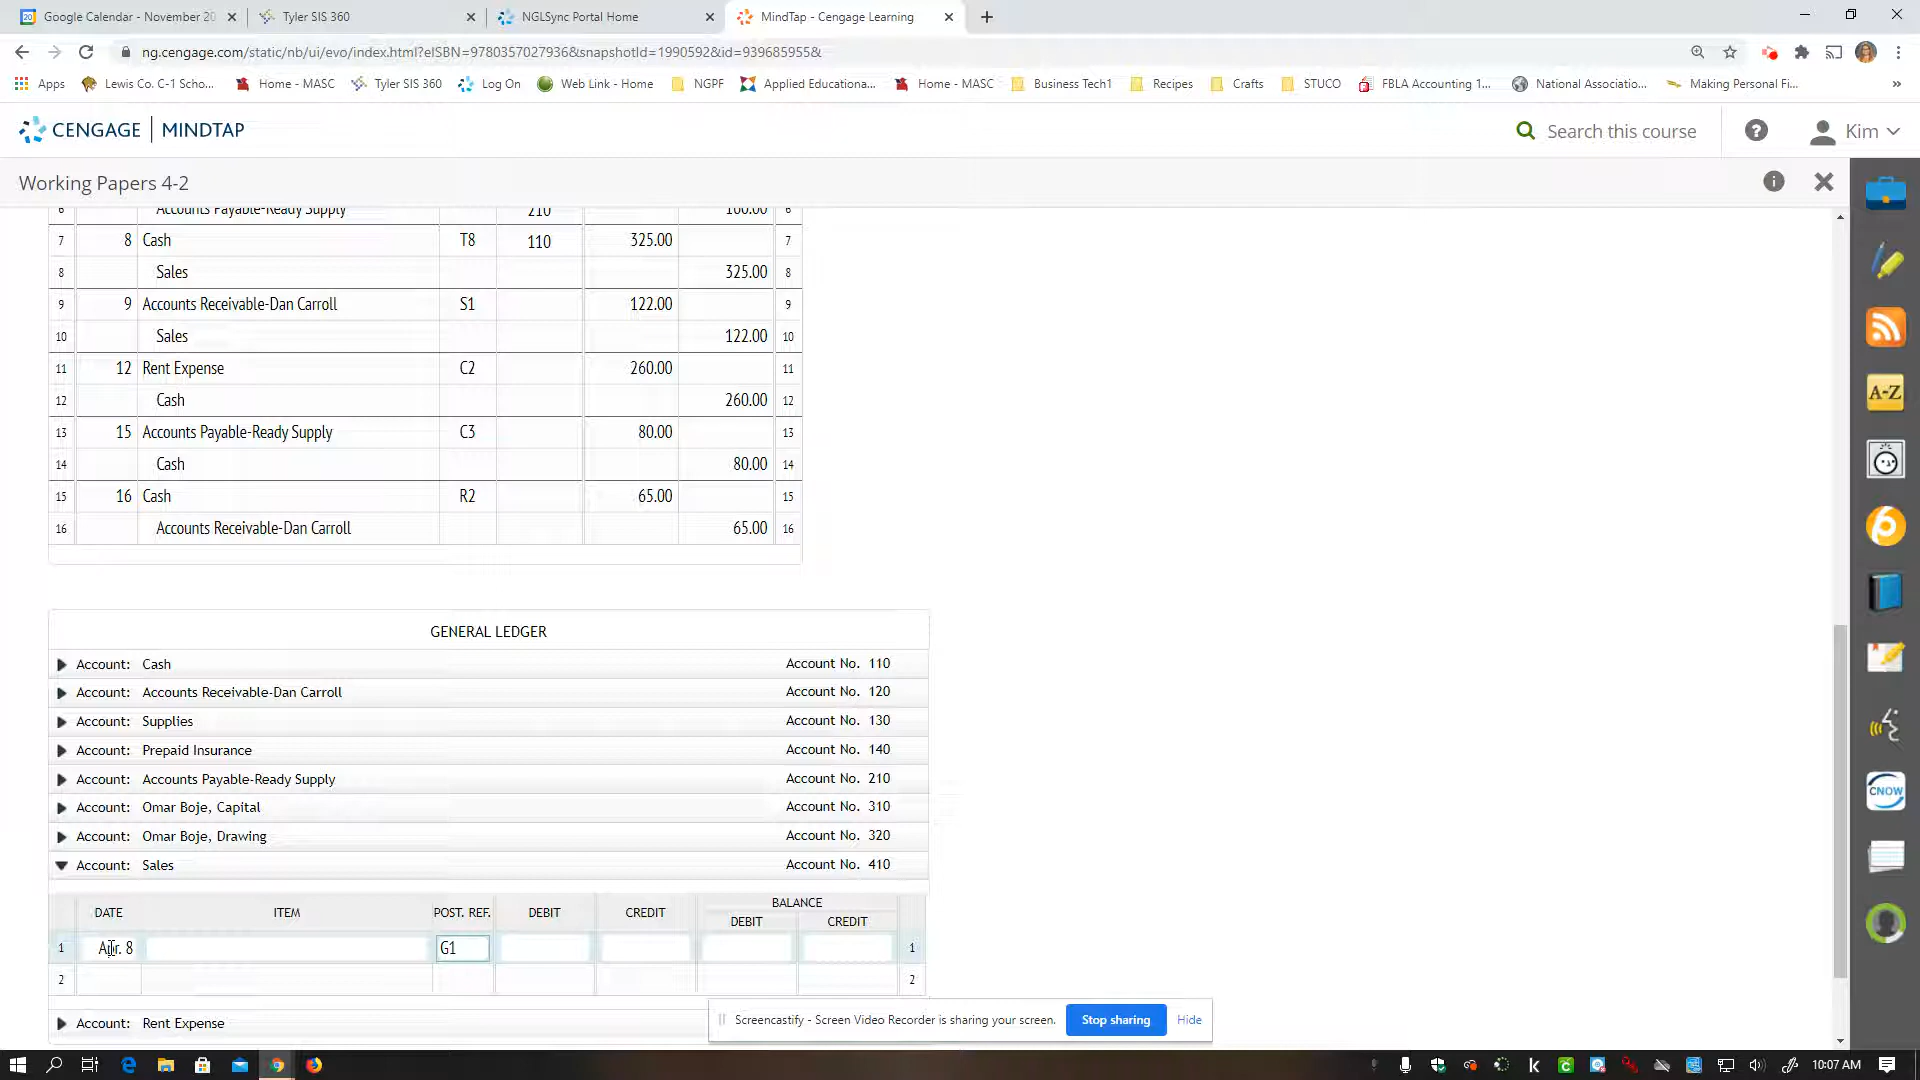 Google Calendar - November 20
Tyler SIS 360
NGLSync Portal Home
MindTap - Cengage Learning
ng.cengage.com/static/nb/ui/evo/index.html?eISBN=9780357027936&snapshotId=1990592&id=939685955&
Apps Lewis Co. C-1 Scho... Home - MASC Tyler SIS 360 Log On Web Link - Home NGPF Applied Educationa... Home - MASC Business Tech1 Recipes Crafts STUCO FBLA Accounting 1... National Associatio... Making Personal Fi... »
CENGAGE | MINDTAP
Search this course
Kim
Working Papers 4-2
6 Accounts Payable-Ready Supply 210 100.00 6
7 8 Cash T8 110 325.00 7
8 Sales 325.00 8
9 9 Accounts Receivable-Dan Carroll S1 122.00 9
10 Sales 122.00 10
11 12 Rent Expense C2 260.00 11
12 Cash 260.00 12
13 15 Accounts Payable-Ready Supply C3 80.00 13
14 Cash 80.00 14
15 16 Cash R2 65.00 15
16 Accounts Receivable-Dan Carroll 65.00 16
GENERAL LEDGER
Account: Cash Account No. 110
Account: Accounts Receivable-Dan Carroll Account No. 120
Account: Supplies Account No. 130
Account: Prepaid Insurance Account No. 140
Account: Accounts Payable-Ready Supply Account No. 210
Account: Omar Boje, Capital Account No. 310
Account: Omar Boje, Drawing Account No. 320
Account: Sales Account No. 410
BALANCE
DATE ITEM POST. REF. DEBIT CREDIT DEBIT CREDIT
1 Apr. 8 G1 1
2 2
Account: Rent Expense
Screencastify - Screen Video Recorder is sharing your screen. Stop sharing Hide
A-Z
CNOW
10:07 AM